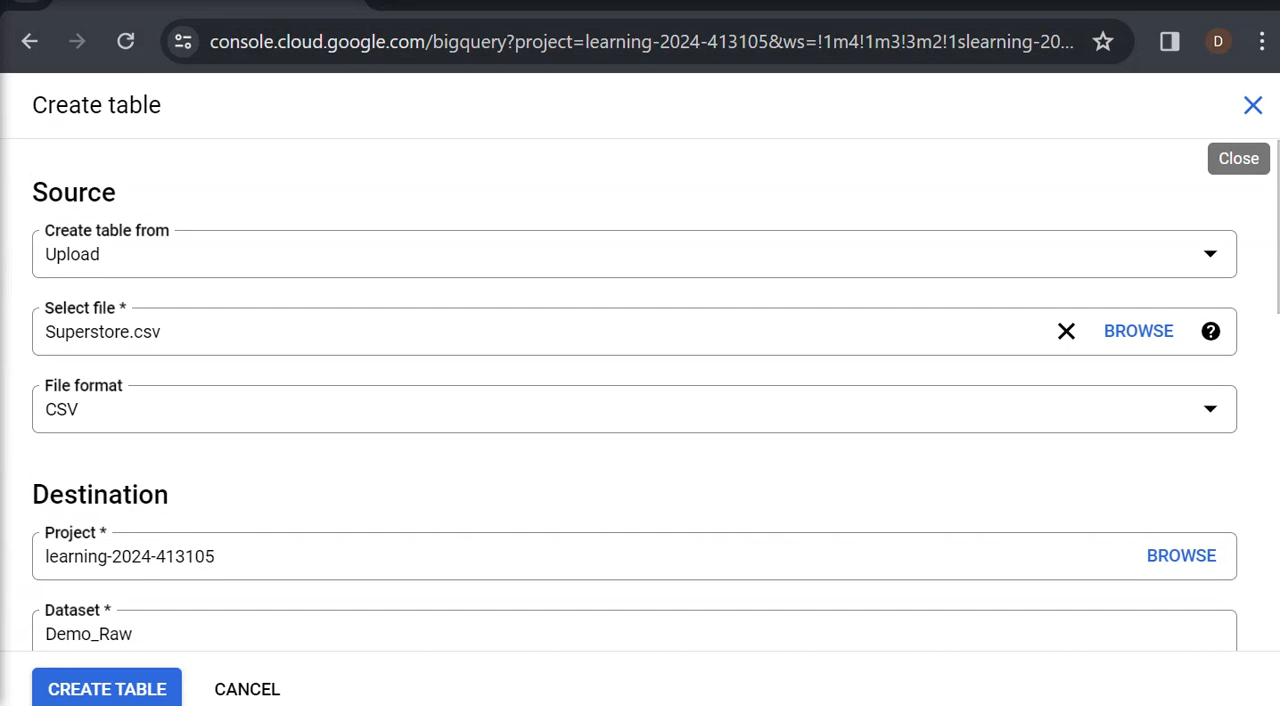 console.cloud.google.com/bigquery?project=learning-2024-413105&ws=!1m4!1m3!3m2!1slearning-20...
D
Create table
Close
Source
Create table from
Upload
Select file *
Superstore.csv
BROWSE
?
File format
CSV
Destination
Project *
learning-2024-413105
BROWSE
Dataset *
Demo_Raw
CREATE TABLE
CANCEL